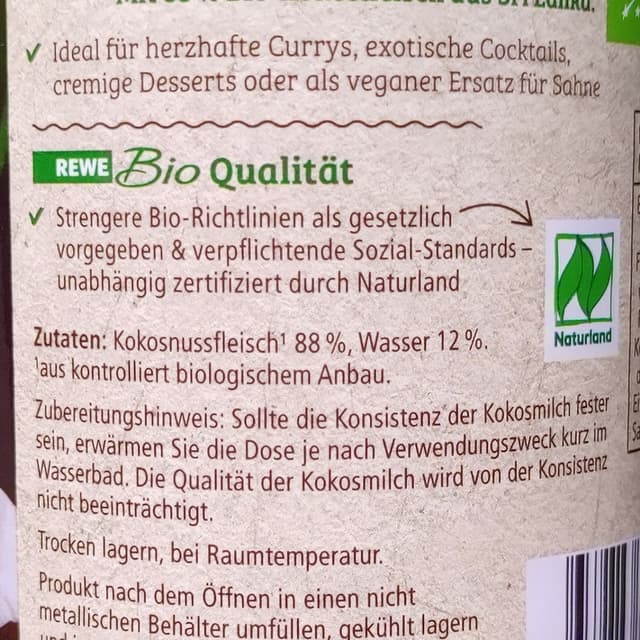 ✓ Ideal für herzhafte Currys, exotische Cocktails,
cremige Desserts oder als veganer Ersatz für Sahne
REWE Bio Qualität
✓ Strengere Bio-Richtlinien als gesetzlich
vorgegeben & verpflichtende Sozial-Standards –
unabhängig zertifiziert durch Naturland
Naturland
Zutaten: Kokosnussfleisch¹ 88 %, Wasser 12 %.
¹aus kontrolliert biologischem Anbau.
Zubereitungshinweis: Sollte die Konsistenz der Kokosmilch fester
sein, erwärmen Sie die Dose je nach Verwendungszweck kurz im
Wasserbad. Die Qualität der Kokosmilch wird von der Konsistenz
nicht beeinträchtigt.
Trocken lagern, bei Raumtemperatur.
Produkt nach dem Öffnen in einen nicht
metallischen Behälter umfüllen, gekühlt lagern